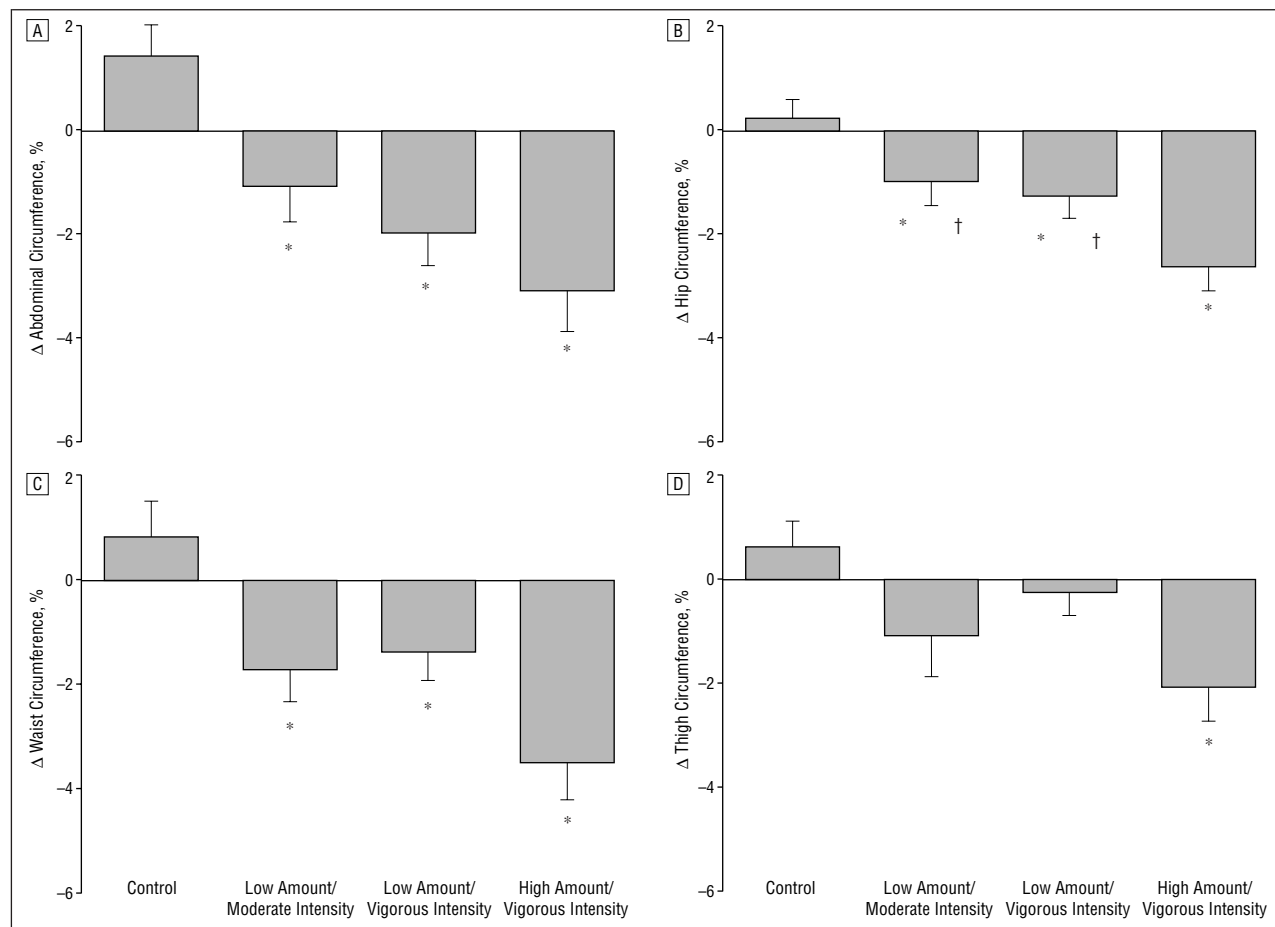 A
2
0
–2
–4
–6
Δ Abdominal Circumference, %
*
*
*
B
2
0
–2
–4
–6
Δ Hip Circumference, %
* †
* †
*
C
2
0
–2
–4
–6
Δ Waist Circumference, %
*
*
*
Control
Low Amount/
Moderate Intensity
Low Amount/
Vigorous Intensity
High Amount/
Vigorous Intensity
D
2
0
–2
–4
–6
Δ Thigh Circumference, %
*
Control
Low Amount/
Moderate Intensity
Low Amount/
Vigorous Intensity
High Amount/
Vigorous Intensity